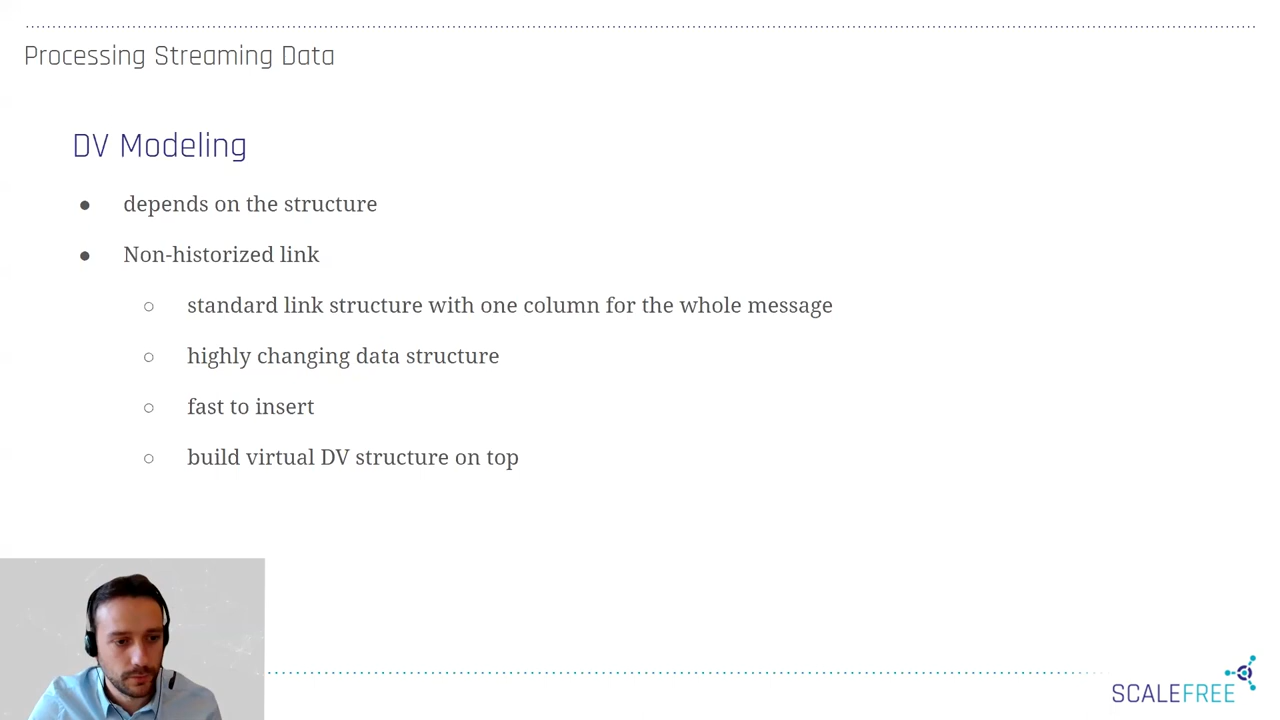 Processing Streaming Data
DV Modeling
● depends on the structure
● Non-historized link
○ standard link structure with one column for the whole message
○ highly changing data structure
○ fast to insert
○ build virtual DV structure on top
SCALEFREE